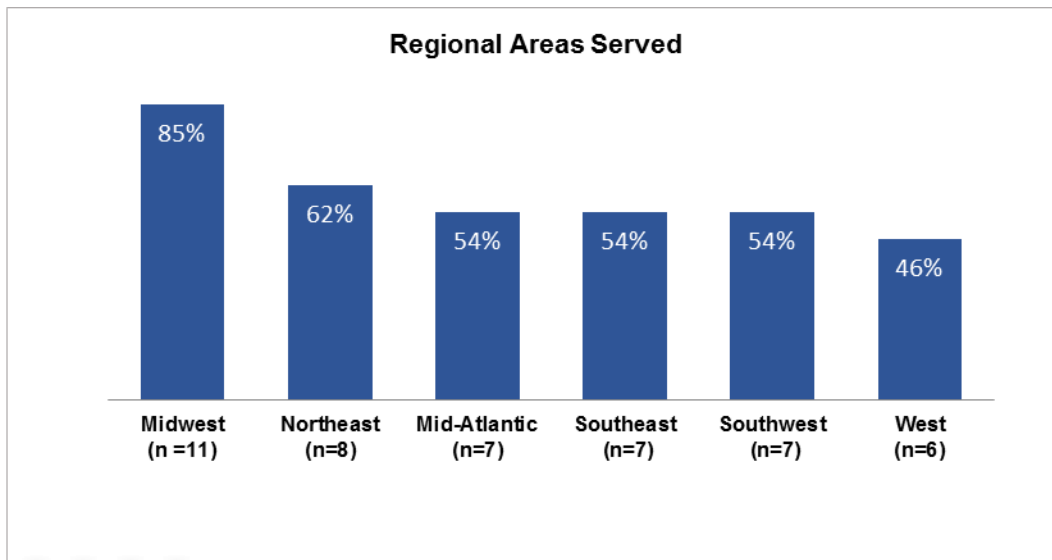 Regional Areas Served
85%
62%
54%
54%
54%
46%
Midwest
(n =11)
Northeast
(n=8)
Mid-Atlantic
(n=7)
Southeast
(n=7)
Southwest
(n=7)
West
(n=6)